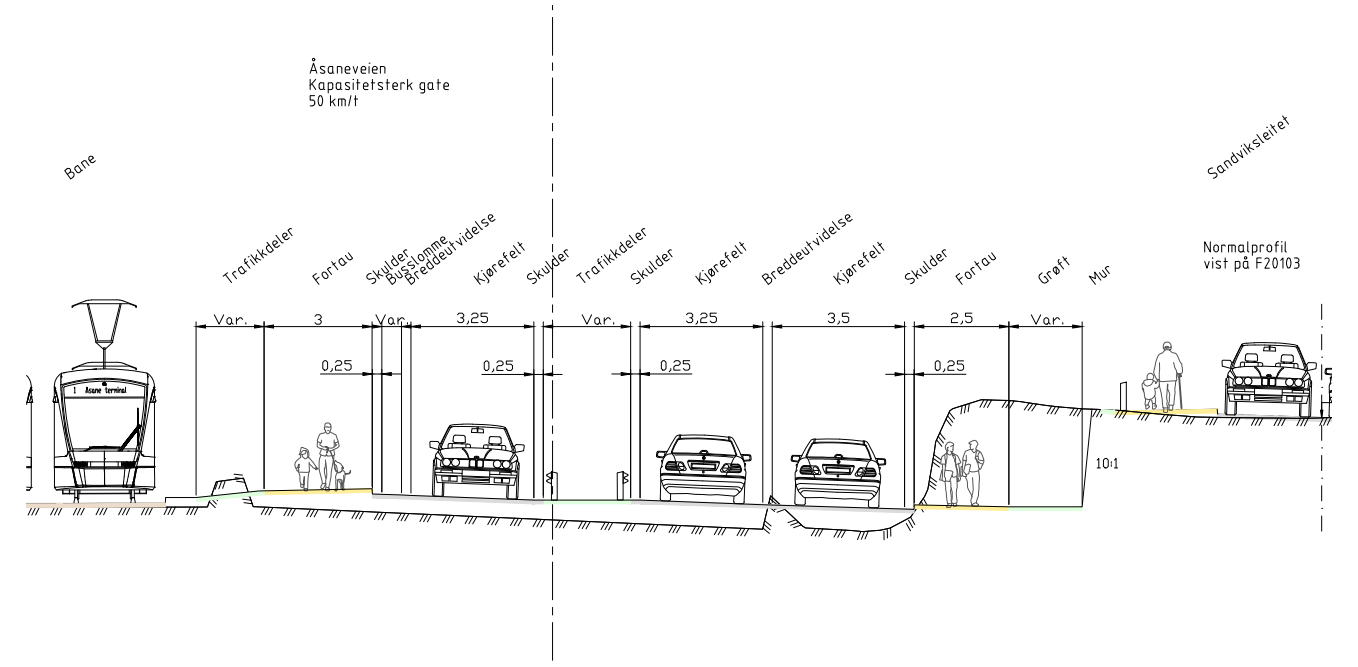 Åsaneveien
Kapasitetsterk gate
50 km/t
Bane
Sandviksleitet
Trafikkdeler
Fortau
Skulder
Busslomme
Breddeutvidelse
Kjørefelt
Skulder
Trafikkdeler
Skulder
Kjørefelt
Breddeutvidelse
Kjørefelt
Skulder
Fortau
Grøft
Mur
Normalprofil
vist på F20103
Var.
3
Var.
3,25
Var.
3,25
3,5
2,5
Var.
0,25
0,25
0,25
0,25
1 Åsane terminal
10:1